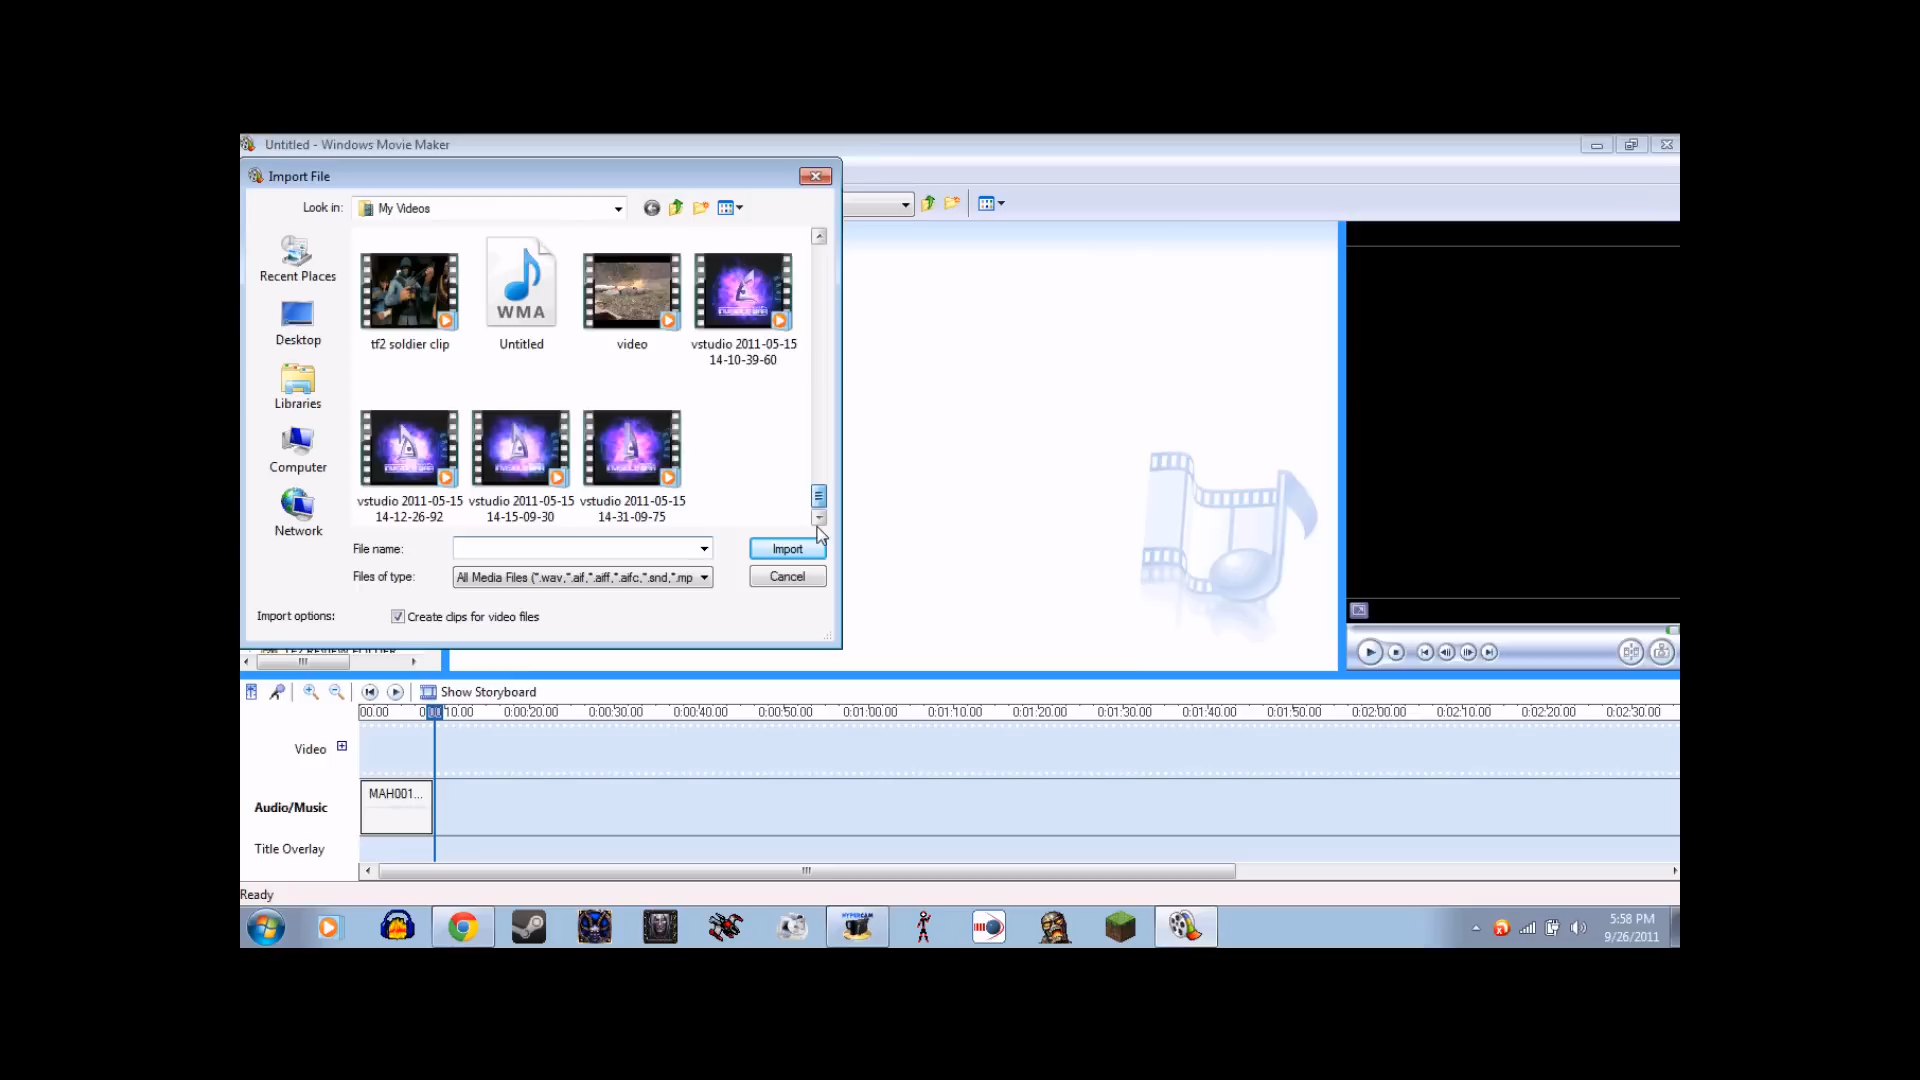 Untitled - Windows Movie Maker
Import File
Look in:
My Videos
Recent Places
Desktop
Libraries
Computer
Network
WMA
tf2 soldier clip
Untitled
video
vstudio 2011-05-15
14-10-39-60
vstudio 2011-05-15
14-12-26-92
vstudio 2011-05-15
14-15-09-30
vstudio 2011-05-15
14-31-09-75
File name:
Import
Files of type:
All Media Files (*.wav,*.aif,*.aiff,*.aifc,*.snd,*.mp
Cancel
Import options:
Create clips for video files
TF2 REVIEW FOLDER
Show Storyboard
00.00
10.00
0:00:20.00
0:00:30.00
0:00:40.00
0:00:50.00
0:01:00.00
0:01:10.00
0:01:20.00
0:01:30.00
0:01:40.00
0:01:50.00
0:02:00.00
0:02:10.00
0:02:20.00
0:02:30.00
Video
MAH001...
Audio/Music
Title Overlay
Ready
HYPERCAM
5:58 PM
9/26/2011